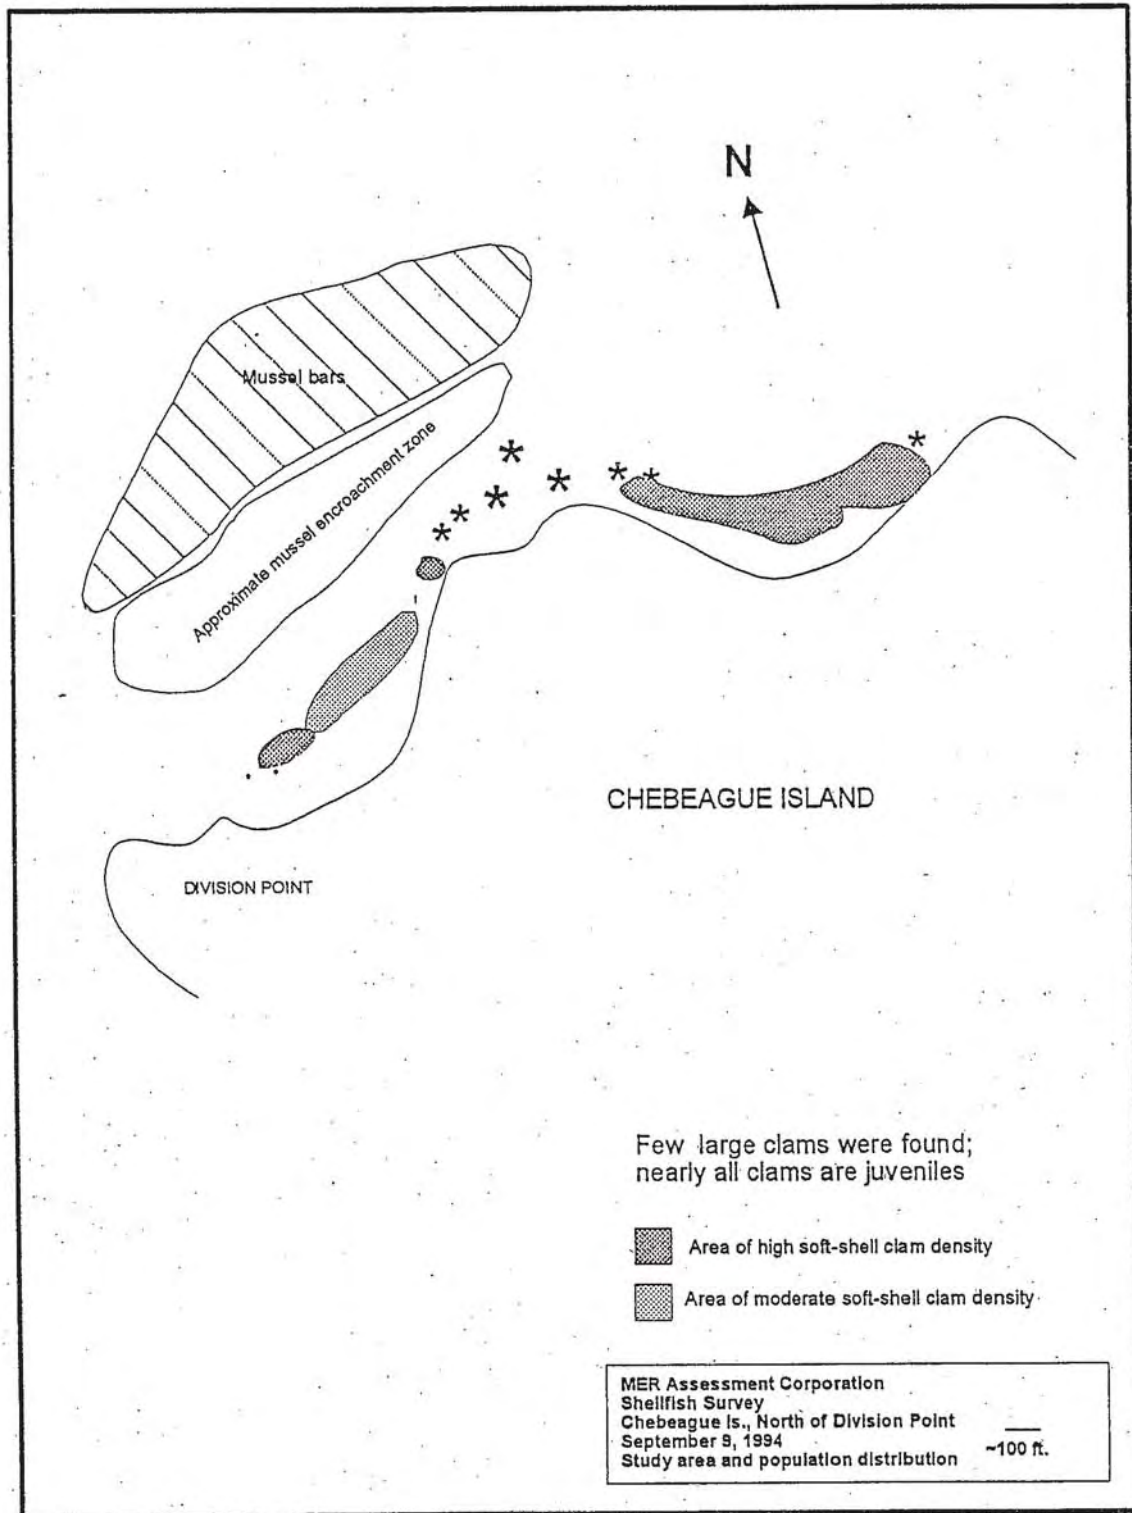 N
Mussel bars
Approximate mussel encroachment zone
CHEBEAGUE ISLAND
DIVISION POINT
Few large clams were found;
nearly all clams are juveniles
Area of high soft-shell clam density
Area of moderate soft-shell clam density
MER Assessment Corporation
Shellfish Survey
Chebeague Is., North of Division Point
September 9, 1994
Study area and population distribution
~100 ft.